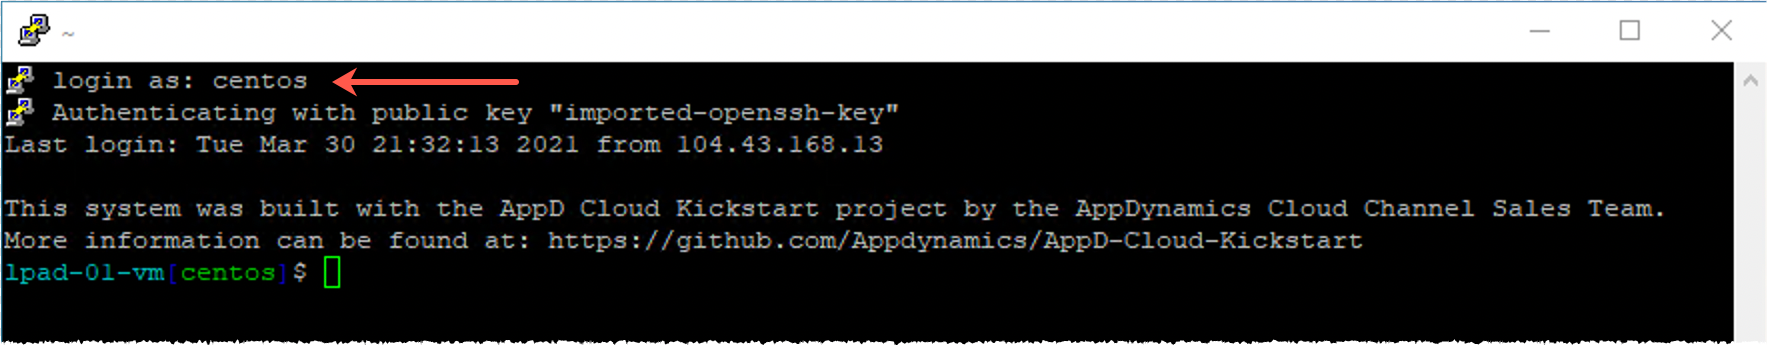 ~
login as: centos
Authenticating with public key "imported-openssh-key"
Last login: Tue Mar 30 21:32:13 2021 from 104.43.168.13
This system was built with the AppD Cloud Kickstart project by the AppDynamics Cloud Channel Sales Team.
More information can be found at: https://github.com/Appdynamics/AppD-Cloud-Kickstart
lpad-01-vm[centos]$